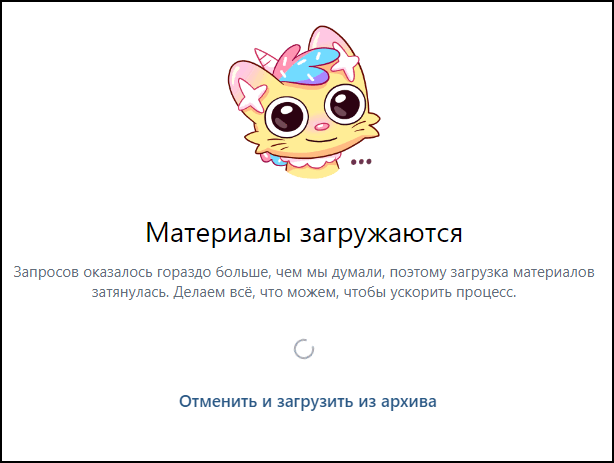 Материалы загружаются
Запросов оказалось гораздо больше, чем мы думали, поэтому загрузка материалов
затянулась. Делаем всё, что можем, чтобы ускорить процесс.
Отменить и загрузить из архива